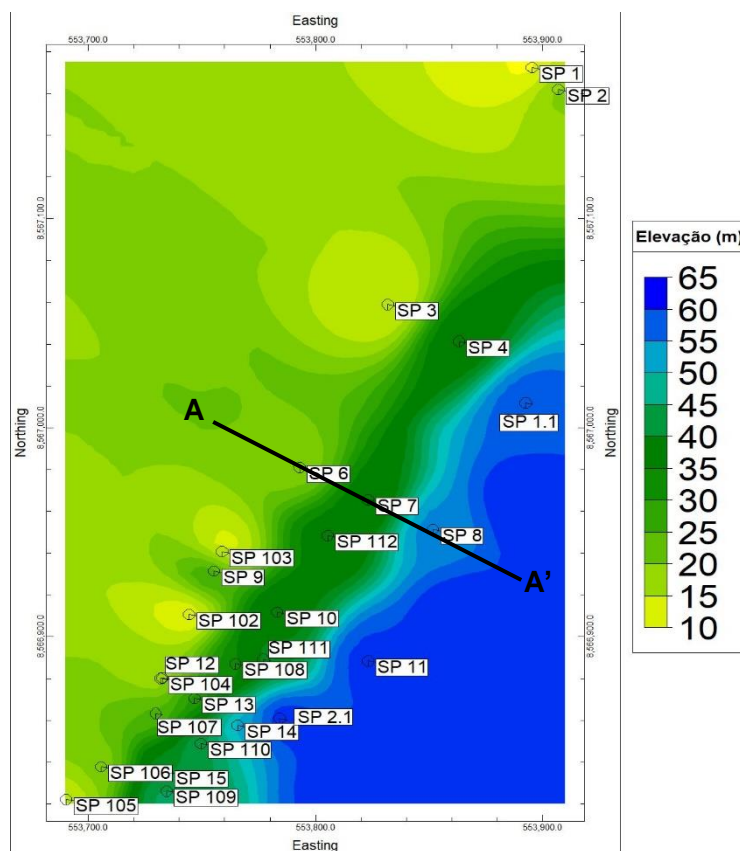 Easting
553,700.0 553,800.0 553,900.0
SP 1
SP 2
8,567,100.0 8,567,100.0
Elevação (m)
65
60
55
50
45
40
35
30
25
20
15
10
SP 3
SP 4
SP 1.1
A
Northing 8,567,000.0 8,567,000.0 Northing
SP 6
SP 7
SP 8
SP 112
SP 103
SP 9
A'
SP 102
SP 10
8,566,900.0 8,566,900.0
SP 111
SP 11
SP 12
SP 108
SP 104
SP 13
SP 2.1
SP 107
SP 14
SP 110
SP 106
SP 15
SP 109
SP 105
553,700.0 553,800.0 553,900.0
Easting